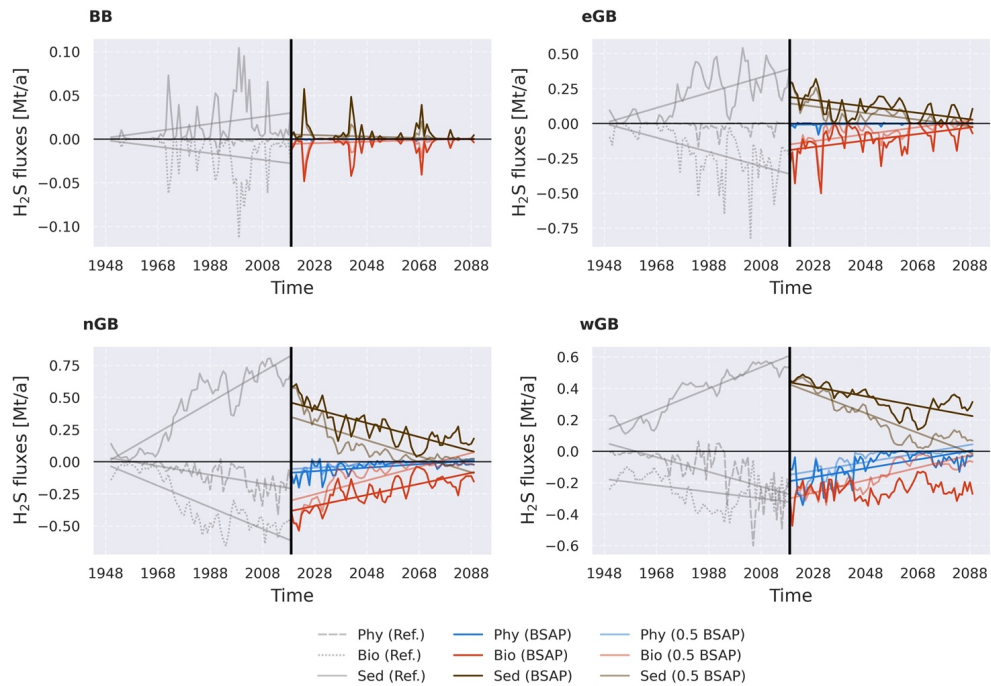 BB
eGB
H₂S fluxes [Mt/a]
0.10
0.05
0.00
−0.05
−0.10
1948 1968 1988 2008 2028 2048 2068 2088
Time
H₂S fluxes [Mt/a]
0.50
0.25
0.00
−0.25
−0.50
−0.75
1948 1968 1988 2008 2028 2048 2068 2088
Time
nGB
wGB
H₂S fluxes [Mt/a]
0.75
0.50
0.25
0.00
−0.25
−0.50
1948 1968 1988 2008 2028 2048 2068 2088
Time
H₂S fluxes [Mt/a]
0.6
0.4
0.2
0.0
−0.2
−0.4
−0.6
1948 1968 1988 2008 2028 2048 2068 2088
Time
Phy (Ref.) Phy (BSAP) Phy (0.5 BSAP)
Bio (Ref.) Bio (BSAP) Bio (0.5 BSAP)
Sed (Ref.) Sed (BSAP) Sed (0.5 BSAP)